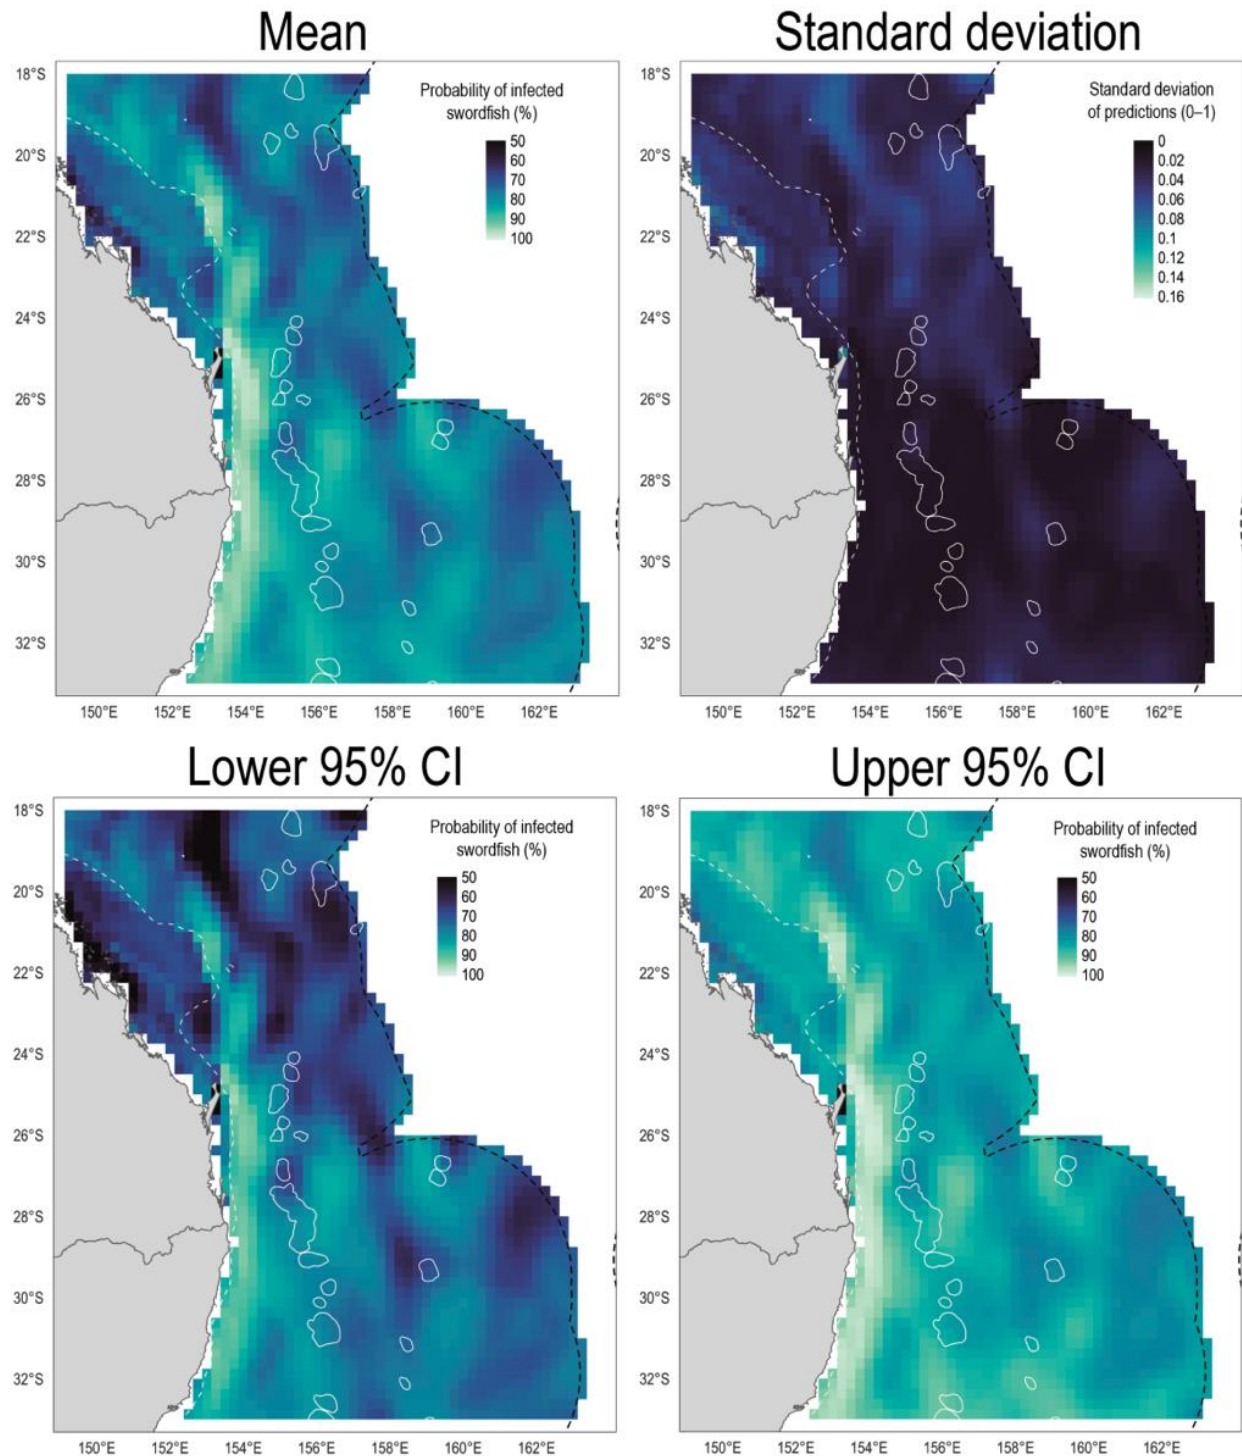 Mean
Standard deviation
Probability of infected
swordfish (%)
50
60
70
80
90
100
18°S
20°S
22°S
24°S
26°S
28°S
30°S
32°S
150°E
152°E
154°E
156°E
158°E
160°E
162°E
Standard deviation
of predictions (0–1)
0
0.02
0.04
0.06
0.08
0.1
0.12
0.14
0.16
18°S
20°S
22°S
24°S
26°S
28°S
30°S
32°S
150°E
152°E
154°E
156°E
158°E
160°E
162°E
Lower 95% CI
Upper 95% CI
Probability of infected
swordfish (%)
50
60
70
80
90
100
18°S
20°S
22°S
24°S
26°S
28°S
30°S
32°S
150°E
152°E
154°E
156°E
158°E
160°E
162°E
Probability of infected
swordfish (%)
50
60
70
80
90
100
18°S
20°S
22°S
24°S
26°S
28°S
30°S
32°S
150°E
152°E
154°E
156°E
158°E
160°E
162°E